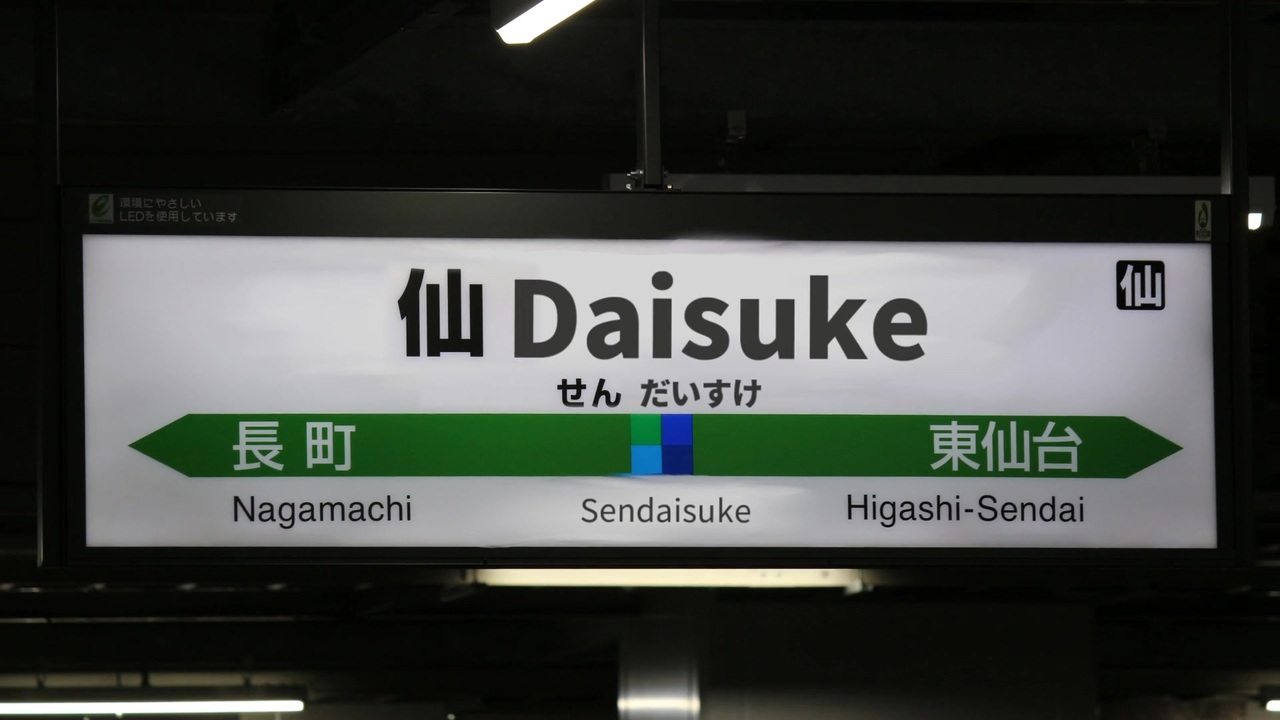 環境にやさしい
LEDを使用しています
仙 Daisuke
仙
せん だいすけ
長町
東仙台
Nagamachi
Sendaisuke
Higashi-Sendai